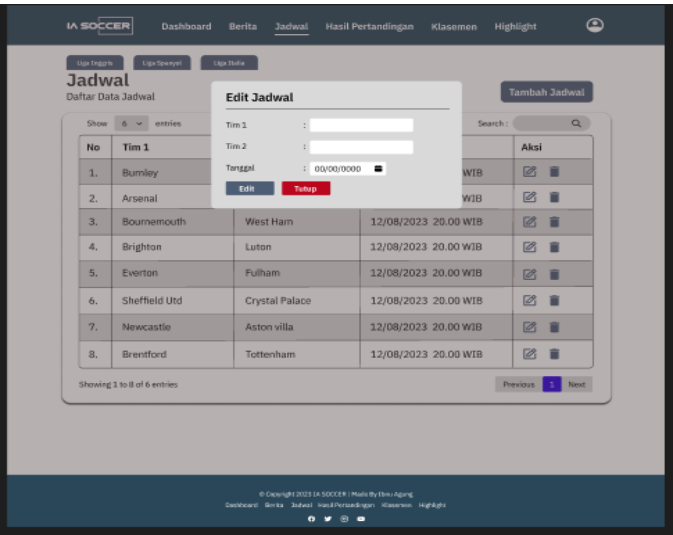 IA SOCCER Dashboard Berita Jadwal Hasil Pertandingan Klasemen Highlight
Liga Inggris Liga Spanyol Liga Italia
Jadwal
Daftar Data Jadwal
Tambah Jadwal
Edit Jadwal
Tim 1 :
Tim 2 :
Tanggal : 00/00/0000
Edit Tutup
Show 6 entries Search :
No Tim 1 Aksi
1. Burnley WIB
2. Arsenal WIB
3. Bournemouth West Ham 12/08/2023 20.00 WIB
4. Brighton Luton 12/08/2023 20.00 WIB
5. Everton Fulham 12/08/2023 20.00 WIB
6. Sheffield Utd Crystal Palace 12/08/2023 20.00 WIB
7. Newcastle Aston villa 12/08/2023 20.00 WIB
8. Brentford Tottenham 12/08/2023 20.00 WIB
Showing 1 to 8 of 6 entries Previous 1 Next
© Copyright 2023 IA SOCCER | Made By Ibnu Agung
Dashboard Berita Jadwal Hasil Pertandingan Klasemen Highlight